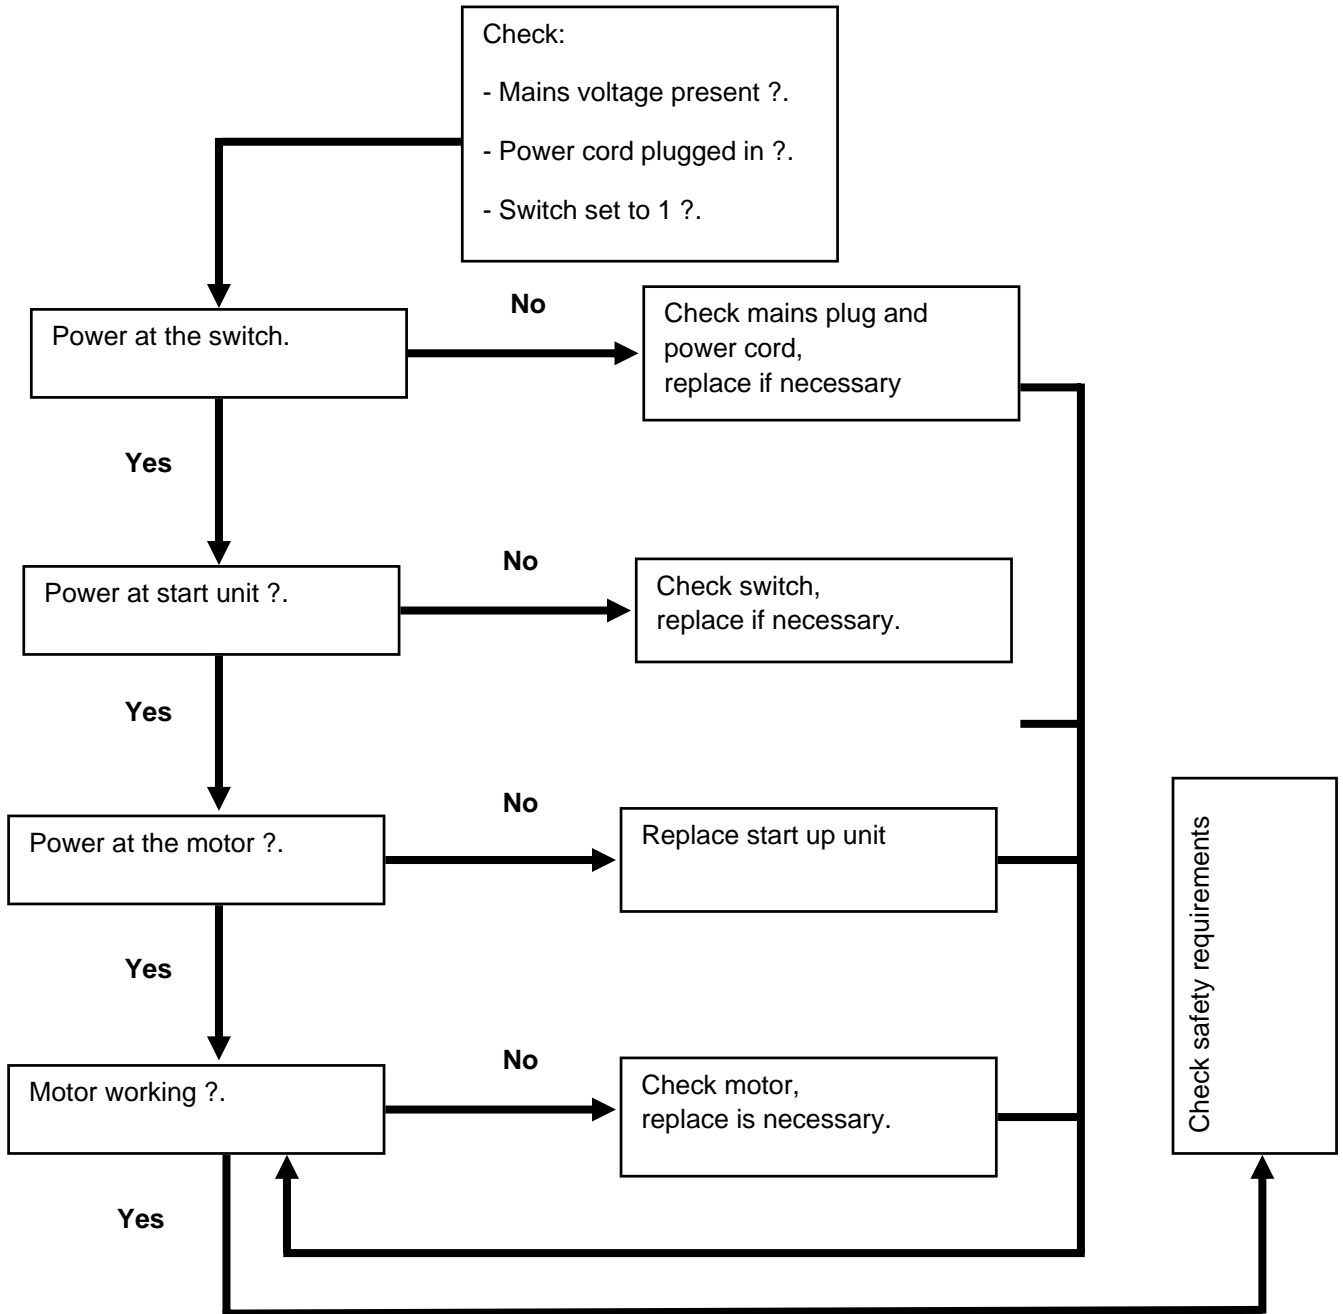 Check:
- Mains voltage present ?.
- Power cord plugged in ?.
- Switch set to 1 ?.
No
Power at the switch.
Check mains plug and
power cord,
replace if necessary
Yes
No
Power at start unit ?.
Check switch,
replace if necessary.
Yes
No
Power at the motor ?.
Replace start up unit
Yes
No
Motor working ?.
Check motor,
replace is necessary.
Check safety requirements
Yes